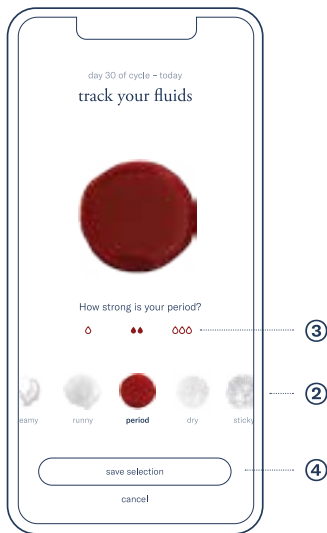 day 30 of cycle – today
track your fluids
How strong is your period?
③
②
eamy runny period dry sticky
save selection
④
cancel